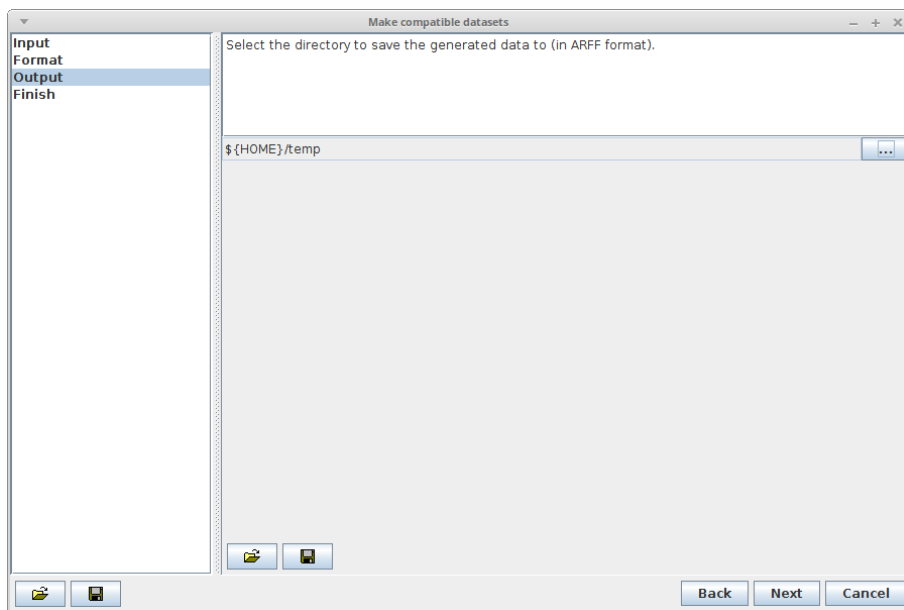 Make compatible datasets
Input
Format
Output
Finish
Select the directory to save the generated data to (in ARFF format).
${HOME}/temp
...
Back
Next
Cancel